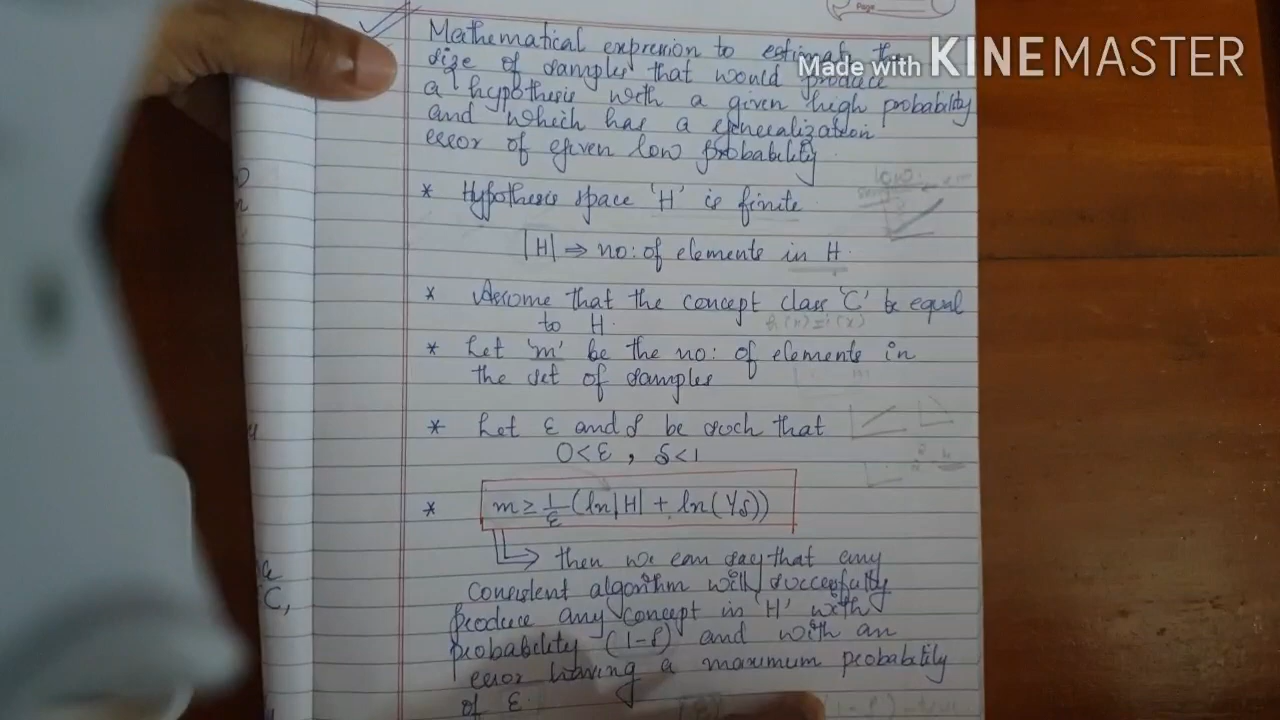 Page
Made with KINEMASTER
Mathematical expression to estimate the
size of samples that would produce
a hypothesis with a given high probability
and which has a generalization
error of given low probability.
* Hypothesis space 'H' is finite
|H| ⇒ no: of elements in H.
* Assume that the concept class 'C' be equal
to H.
* Let 'm' be the no: of elements in
the set of samples
* Let ε and δ be such that
0<ε , δ<1
* m ≥ 1/ε (ln|H| + ln(1/δ))
then we can say that any
consistent algorithm with successfully
produce any concept in 'H' with
probability (1-δ) and with an
error having a maximum probability
of ε.
C,